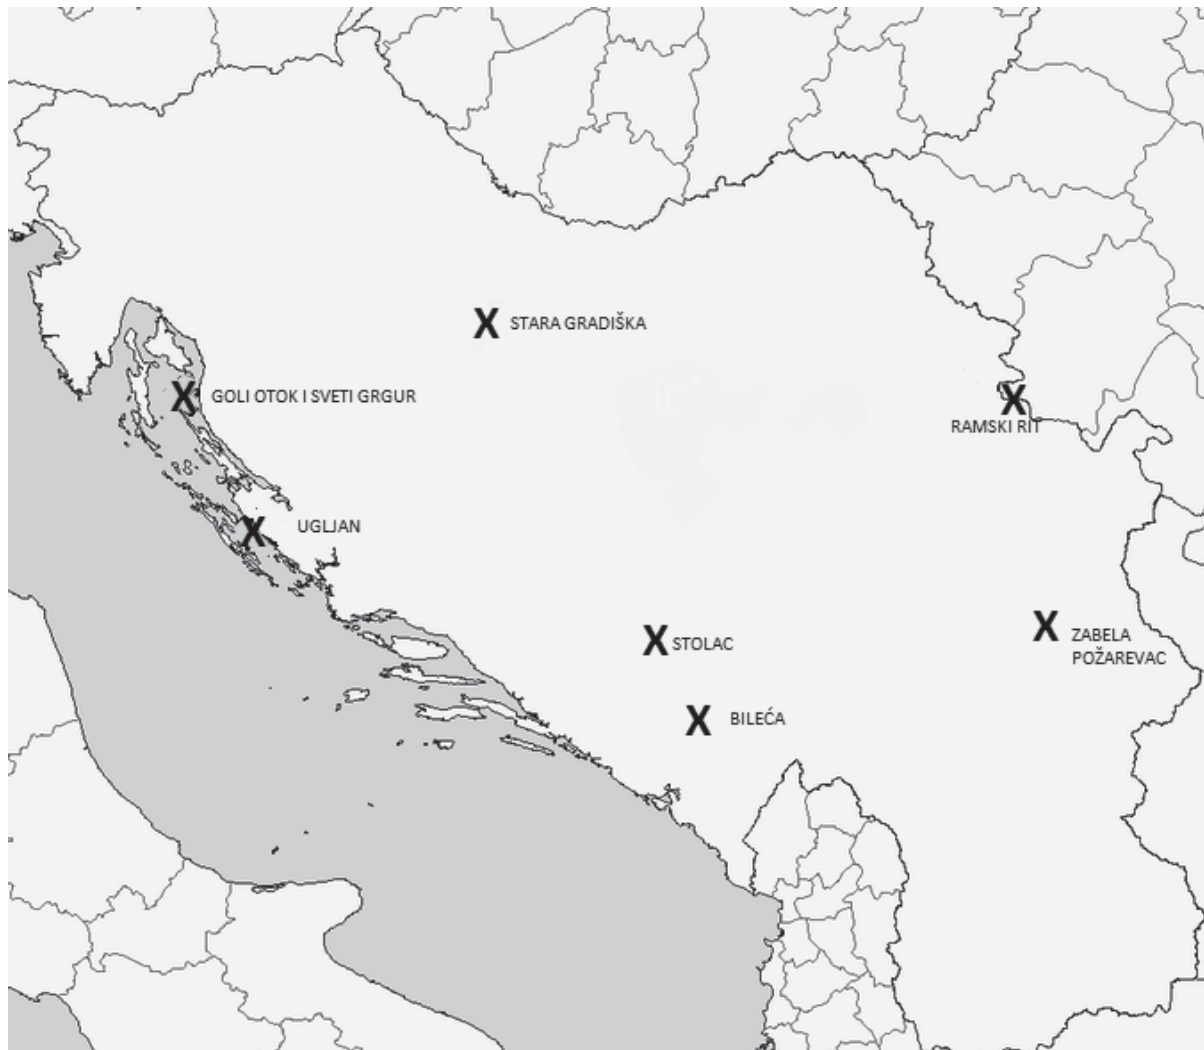 STARA GRADIŠKA
GOLI OTOK I SVETI GRGUR
RAMSKI RIT
UGLJAN
STOLAC
ZABELA
POŽAREVAC
BILEĆA